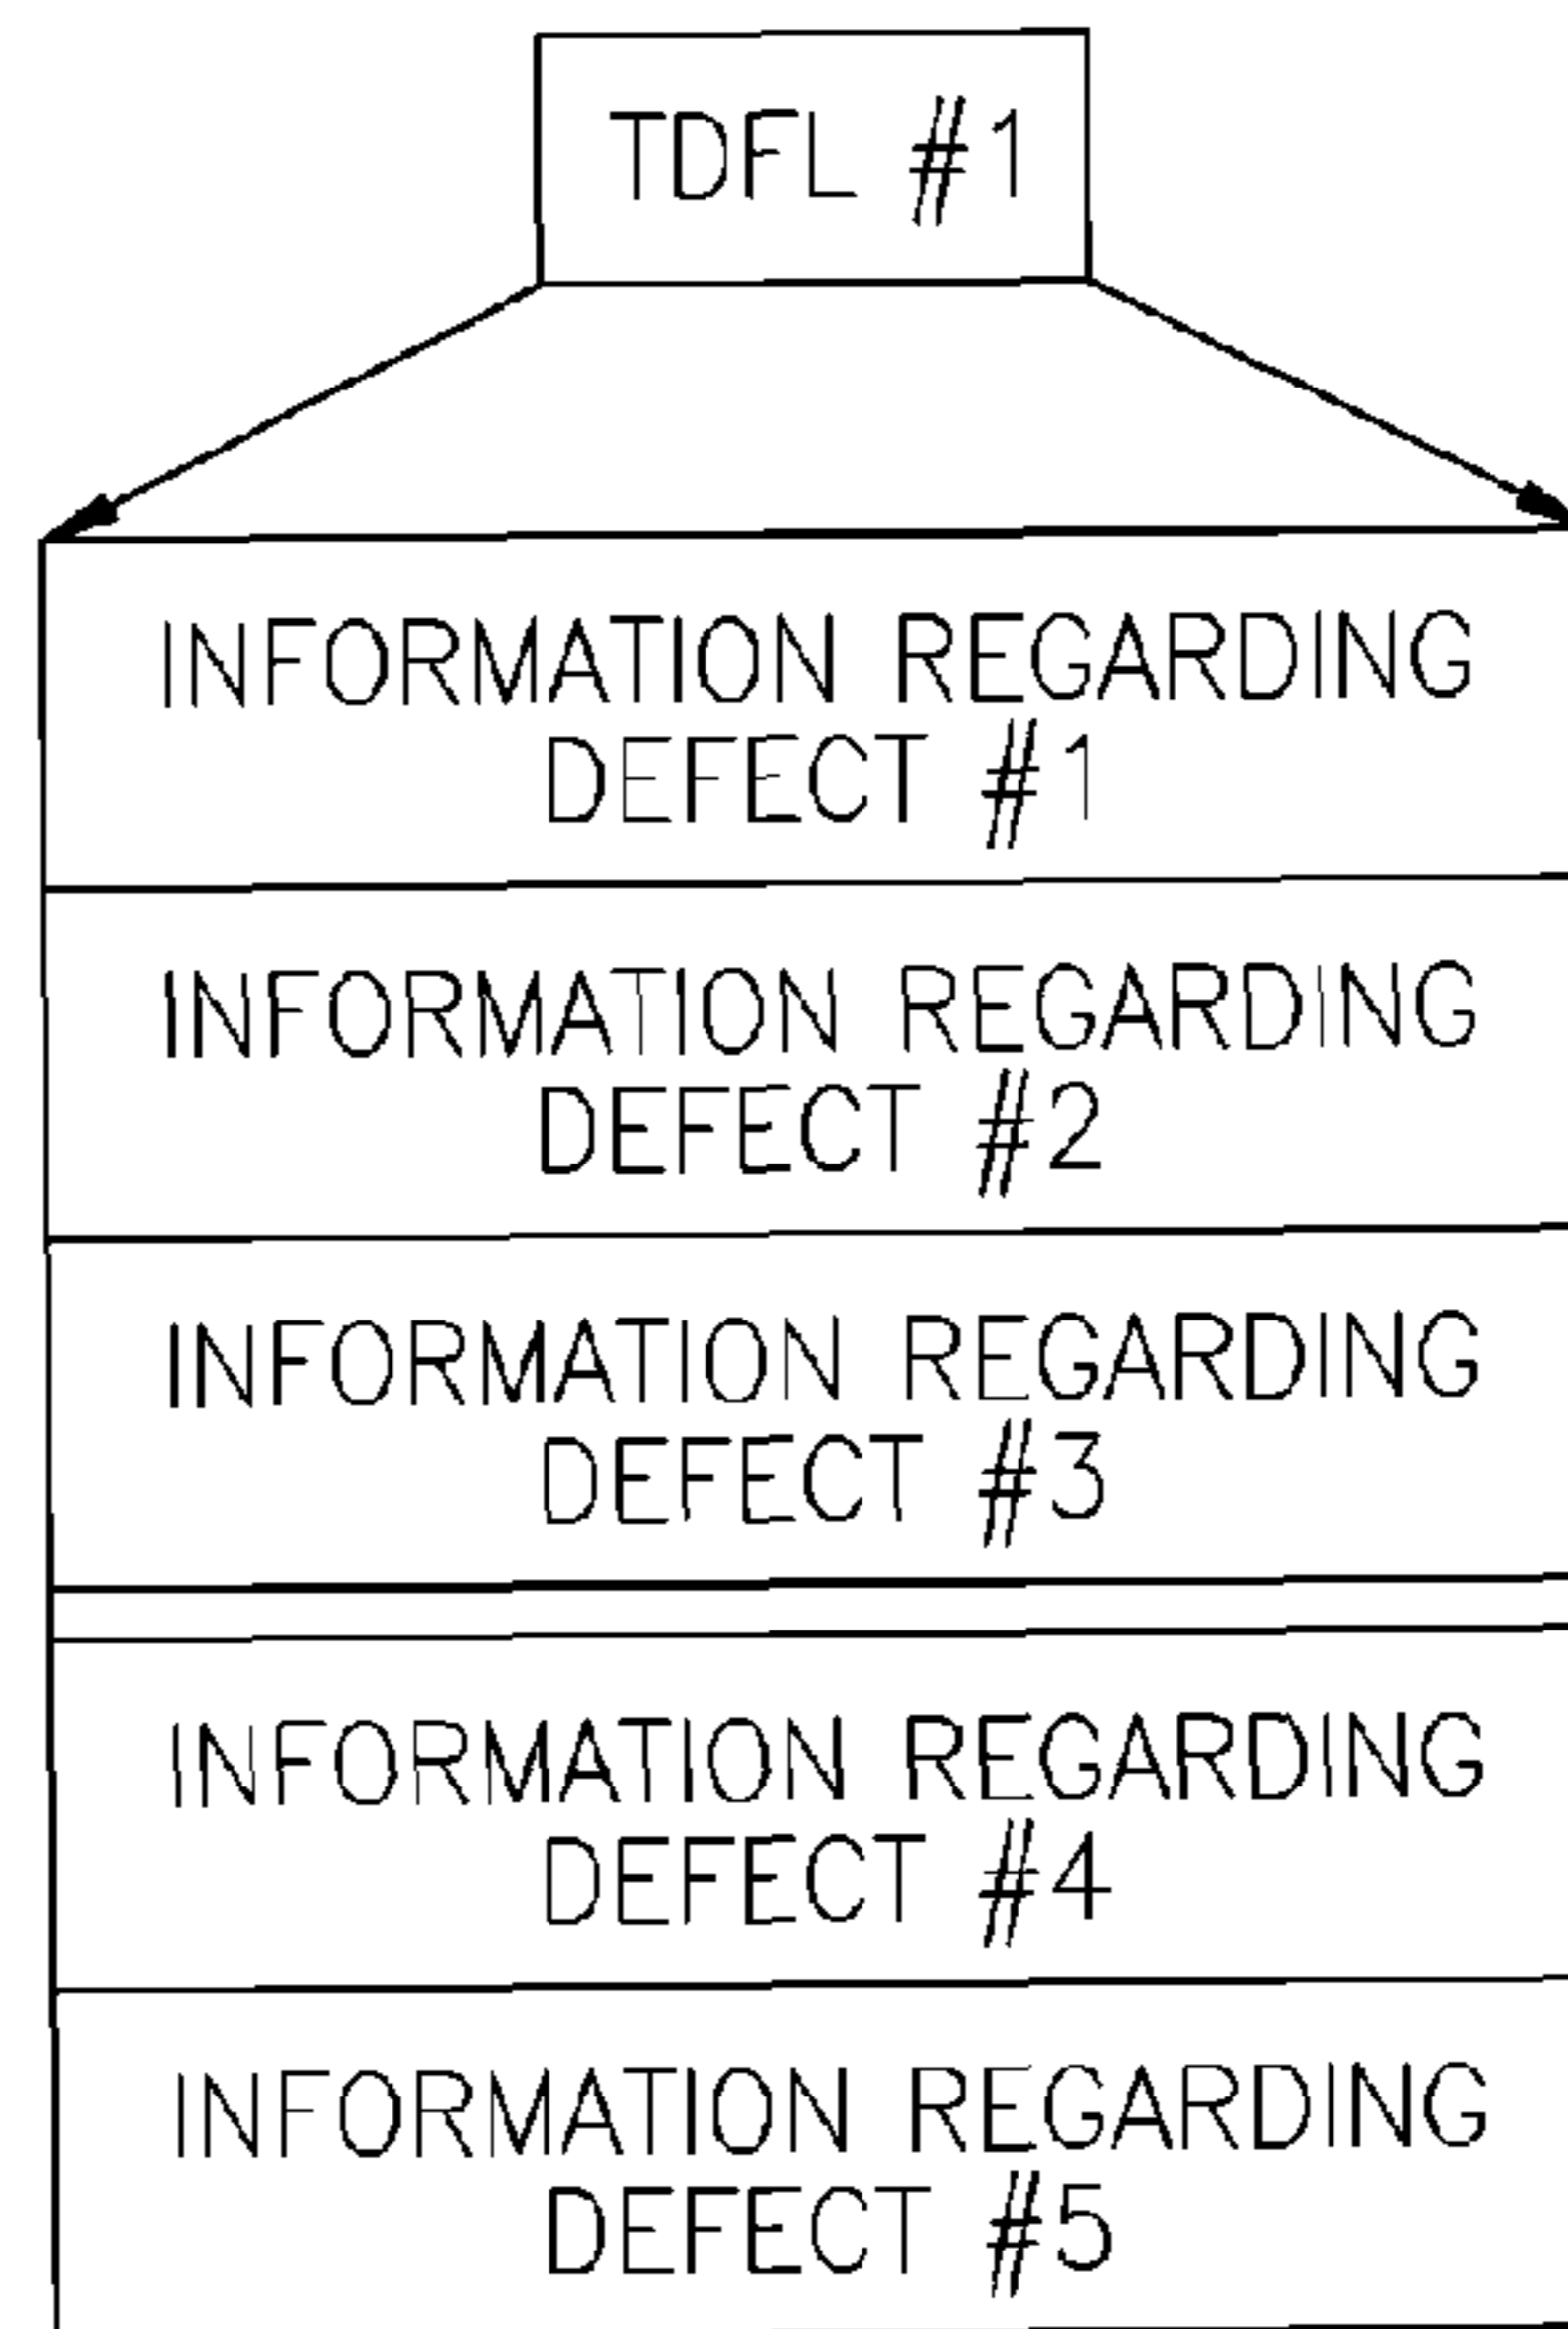 TDFL #1
INFORMATION REGARDING
DEFECT #1
INFORMATION REGARDING
DEFECT #2
INFORMATION REGARDING
DEFECT #3
INFORMATION REGARDING
DEFECT #4
INFORMATION REGARDING
DEFECT #5